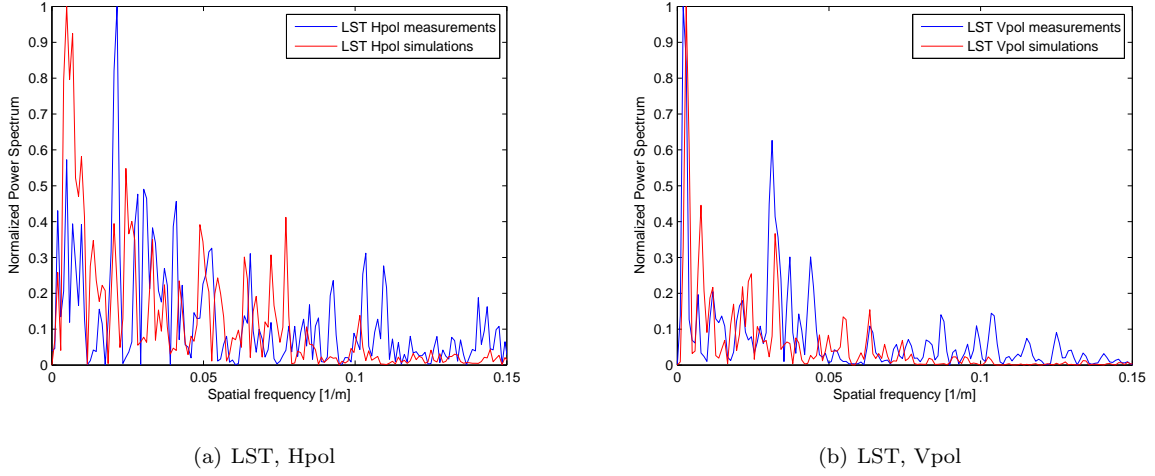 LST Hpol measurements
LST Hpol simulations
1
0.9
0.8
0.7
0.6
0.5
0.4
0.3
0.2
0.1
0
Normalized Power Spectrum
0 0.05 0.1 0.15
Spatial frequency [1/m]
(a) LST, Hpol
LST Vpol measurements
LST Vpol simulations
1
0.9
0.8
0.7
0.6
0.5
0.4
0.3
0.2
0.1
0
Normalized Power Spectrum
0 0.05 0.1 0.15
Spatial frequency [1/m]
(b) LST, Vpol